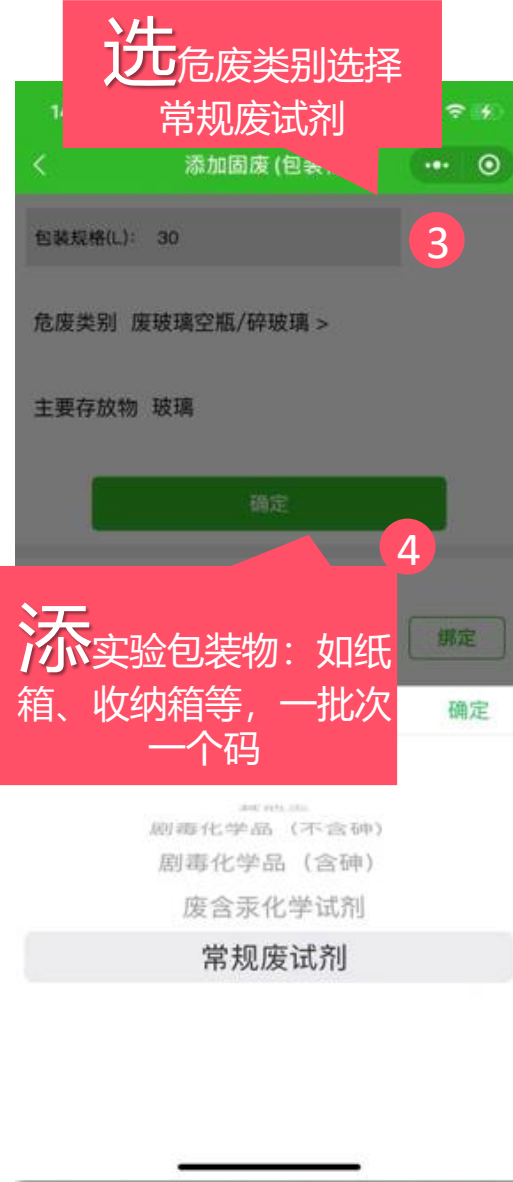 选危废类别选择
常规废试剂
1
添加固废(包装
3
包装规格(L): 30
危废类别 废玻璃空瓶/碎玻璃 >
主要存放物 玻璃
确定
4
添实验包装物：如纸
箱、收纳箱等，一批次
一个码
绑定
确定
剧毒化学品（不含砷）
剧毒化学品（含砷）
废含汞化学试剂
常规废试剂